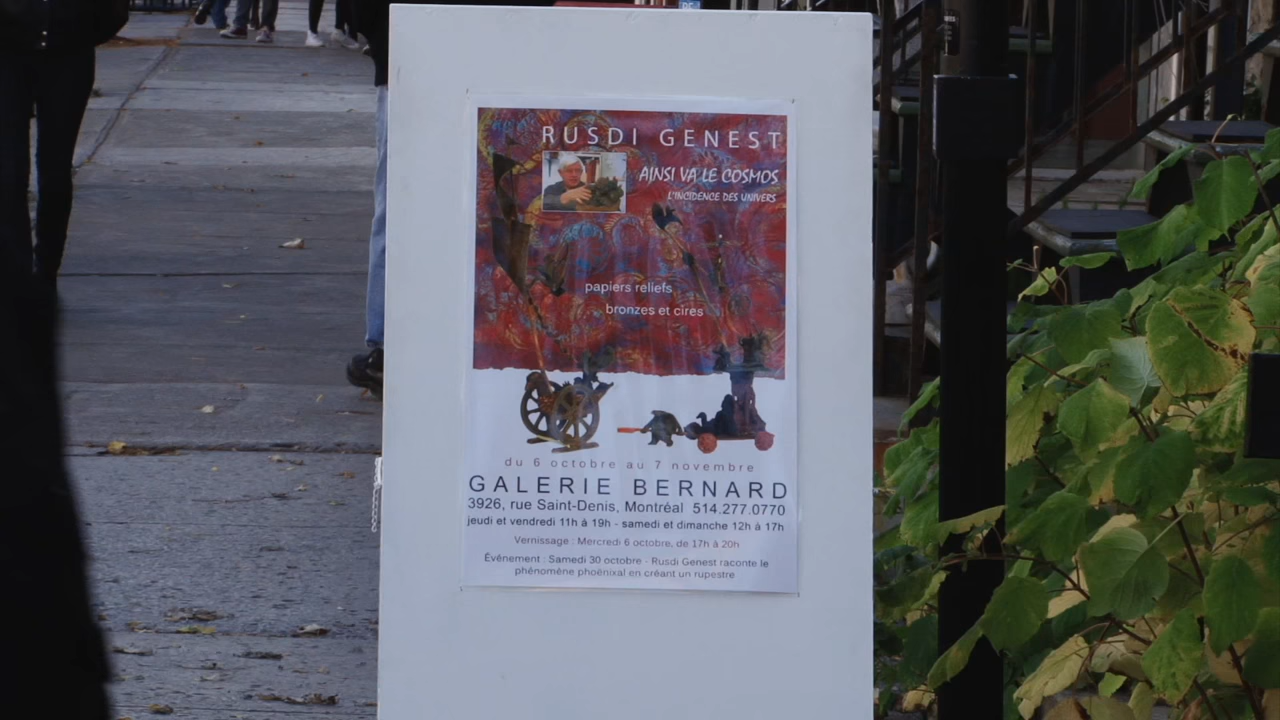 RUSDI GENEST
AINSI VA LE COSMOS
L'INCIDENCE DES UNIVERS
papiers reliefs
bronzes et cires
du 6 octobre au 7 novembre
GALERIE BERNARD
3926, rue Saint-Denis, Montréal 514.277.0770
jeudi et vendredi 11h à 19h - samedi et dimanche 12h à 17h
Vernissage : Mercredi 6 octobre, de 17h à 20h
Événement : Samedi 30 octobre - Rusdi Genest raconte le
phénomène phoénixal en créant un rupestre